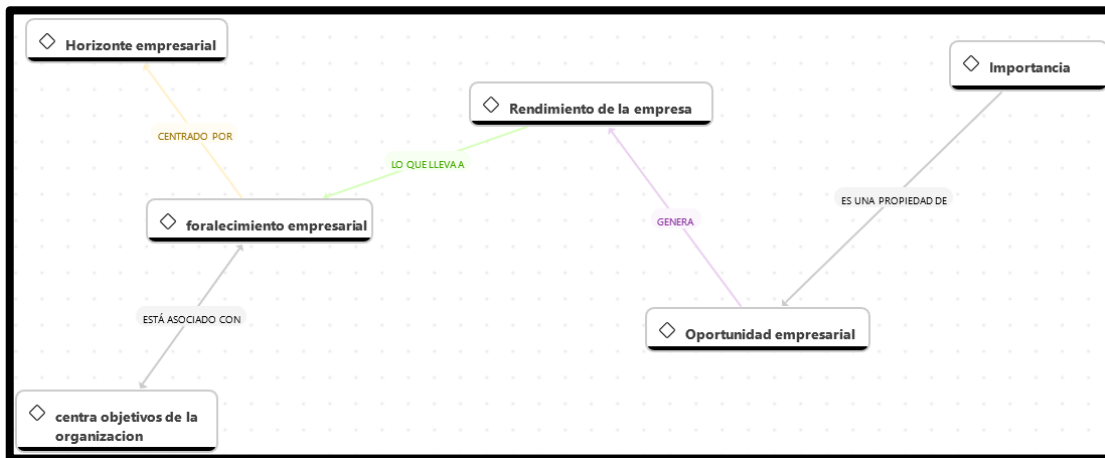 Horizonte empresarial
Importancia
Rendimiento de la empresa
CENTRADO POR
LO QUE LLEVA A
ES UNA PROPIEDAD DE
foralecimiento empresarial
GENERA
ESTÁ ASOCIADO CON
Oportunidad empresarial
centra objetivos de la
organizacion